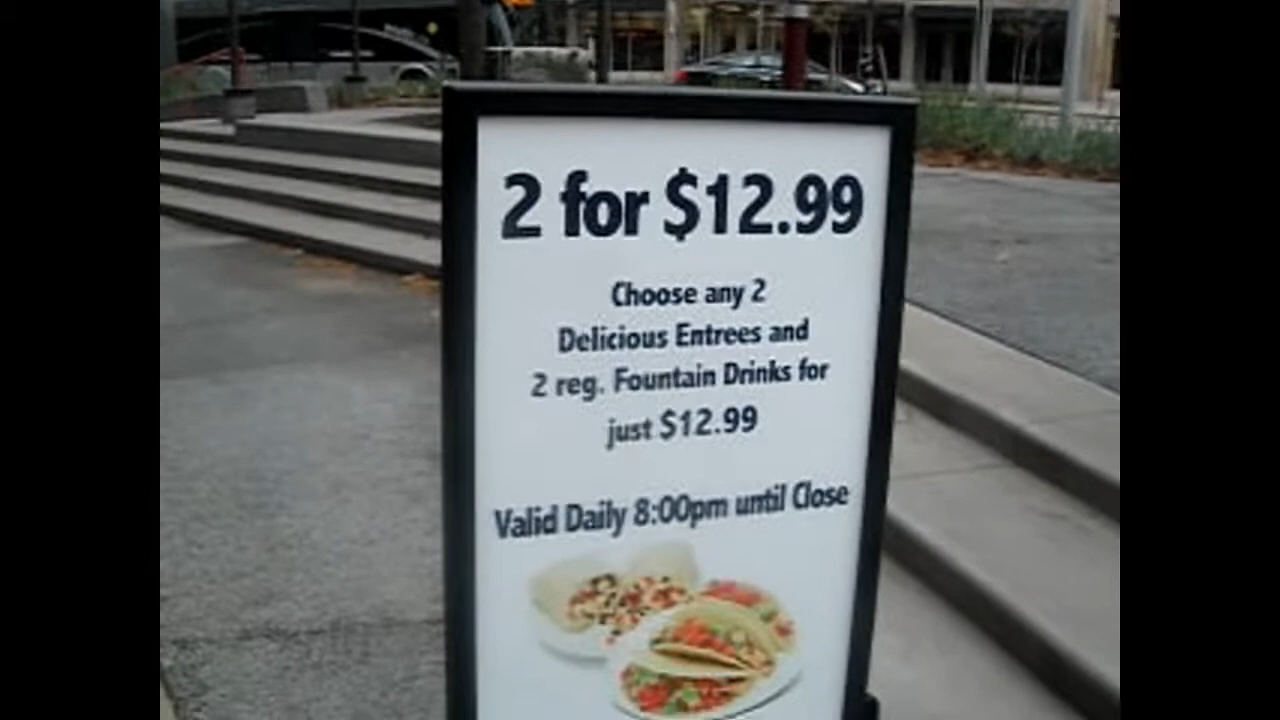 2 for $12.99
Choose any 2
Delicious Entrees and
2 reg. Fountain Drinks for
just $12.99
Valid Daily 8:00pm until Close